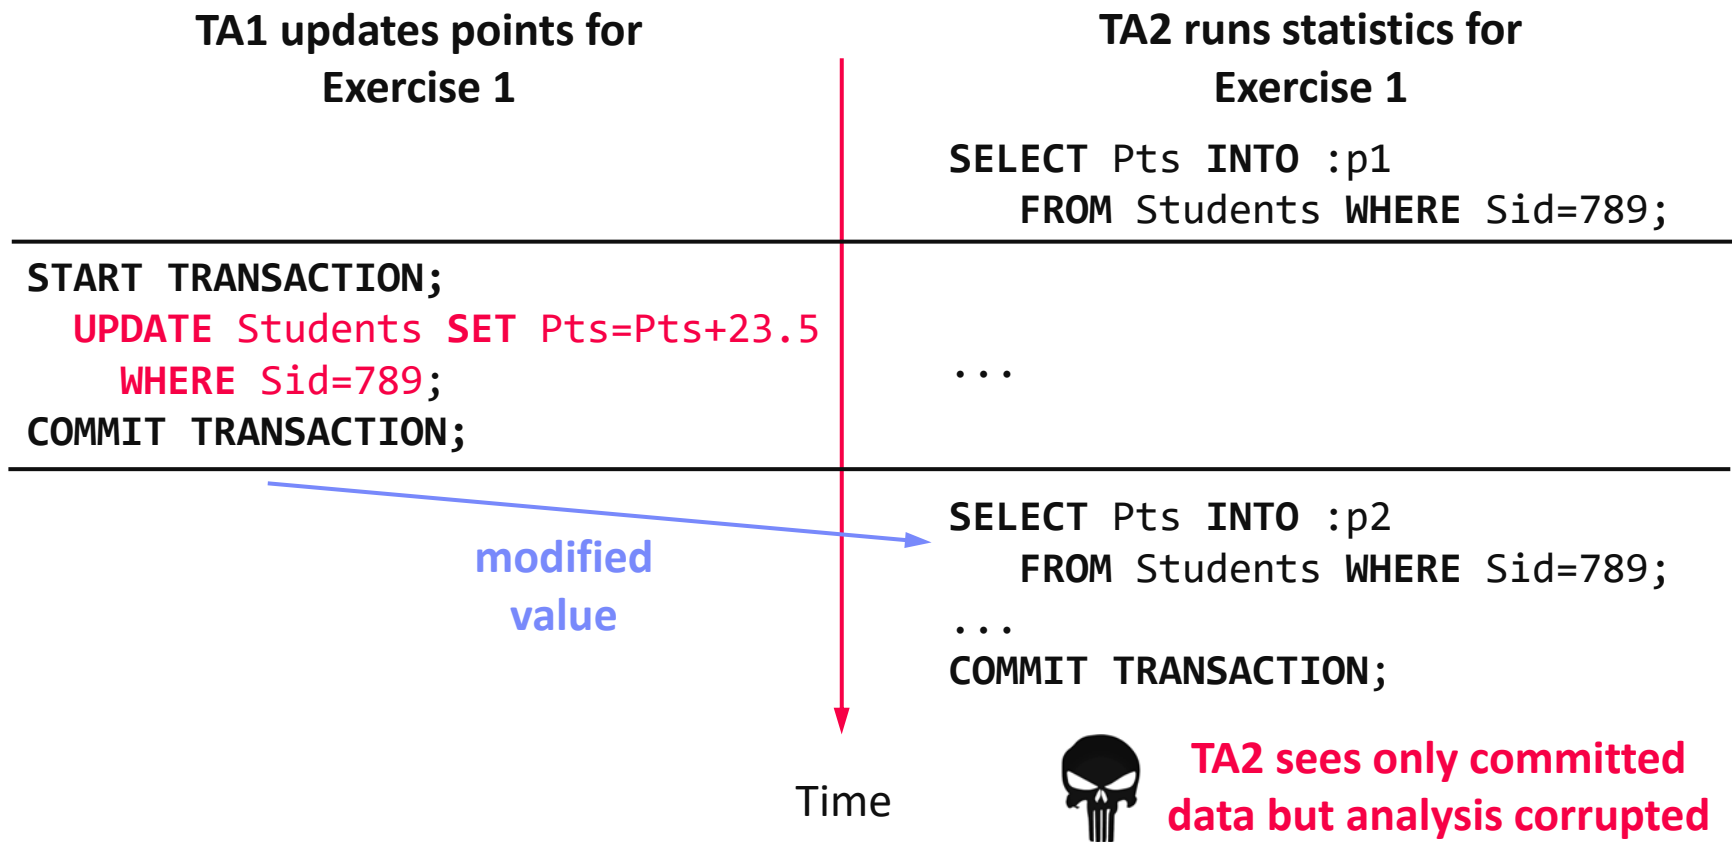 TA1 updates points for
Exercise 1
TA2 runs statistics for
Exercise 1
SELECT Pts INTO :p1
FROM Students WHERE Sid=789;
START TRANSACTION;
UPDATE Students SET Pts=Pts+23.5
WHERE Sid=789;
COMMIT TRANSACTION;
...
modified
value
SELECT Pts INTO :p2
FROM Students WHERE Sid=789;
...
COMMIT TRANSACTION;
Time
TA2 sees only committed
data but analysis corrupted